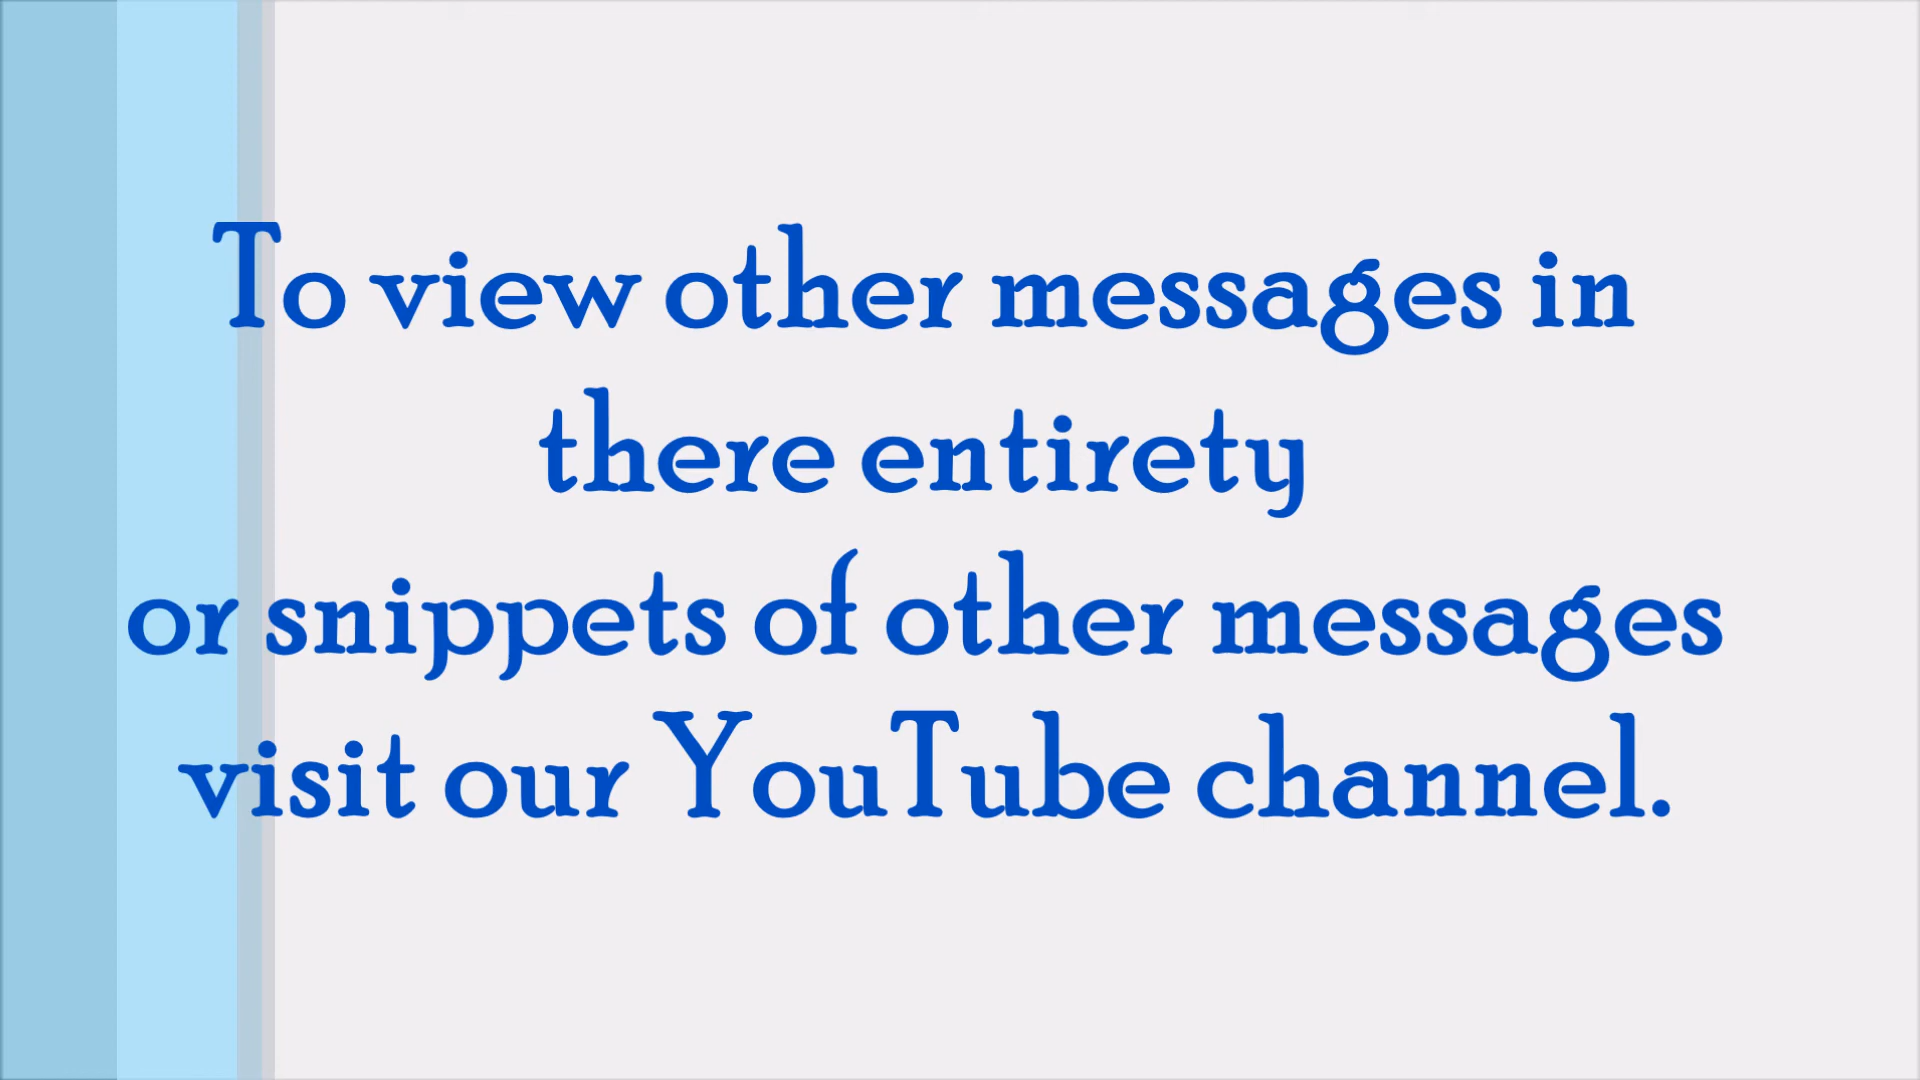 To view other messages in
there entirety
or snippets of other messages
visit our YouTube channel.